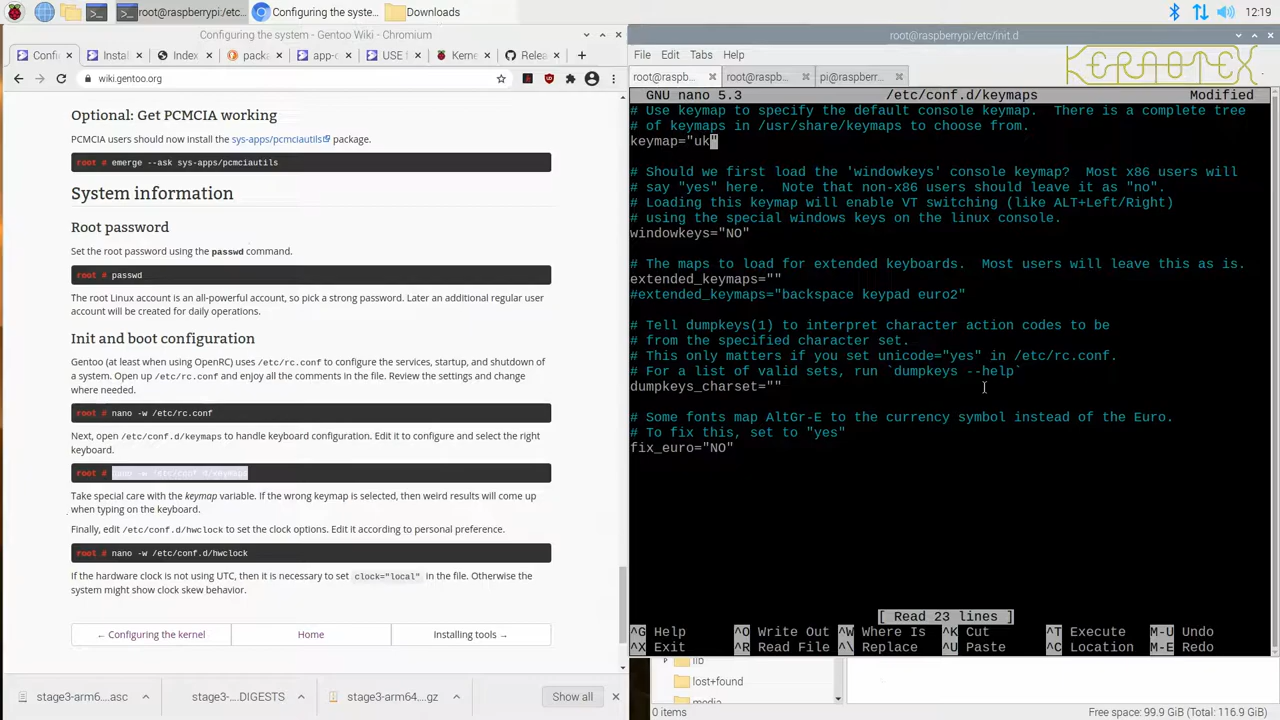 root@raspberrypi:/etc...
Configuring the syste...
Downloads
12:19
Configuring the system - Gentoo Wiki - Chromium
Confi
Instal
Index
packa
app-c
USE f
Kerne
Relea
wiki.gentoo.org
Optional: Get PCMCIA working
PCMCIA users should now install the sys-apps/pcmciautils package.
root # emerge --ask sys-apps/pcmciautils
System information
Root password
Set the root password using the passwd command.
root # passwd
The root Linux account is an all-powerful account, so pick a strong password. Later an additional regular user
account will be created for daily operations.
Init and boot configuration
Gentoo (at least when using OpenRC) uses /etc/rc.conf to configure the services, startup, and shutdown of
a system. Open up /etc/rc.conf and enjoy all the comments in the file. Review the settings and change
where needed.
root # nano -w /etc/rc.conf
Next, open /etc/conf.d/keymaps to handle keyboard configuration. Edit it to configure and select the right
keyboard.
root # nano -w /etc/conf.d/keymaps
Take special care with the keymap variable. If the wrong keymap is selected, then weird results will come up
when typing on the keyboard.
Finally, edit /etc/conf.d/hwclock to set the clock options. Edit it according to personal preference.
root # nano -w /etc/conf.d/hwclock
If the hardware clock is not using UTC, then it is necessary to set clock="local" in the file. Otherwise the
system might show clock skew behavior.
← Configuring the kernel
Home
Installing tools →
stage3-arm6....asc
stage3-....DIGESTS
stage3-arm64....gz
Show all
root@raspberrypi:/etc/init.d
File Edit Tabs Help
KERAOTEX
root@raspb...
root@raspb...
pi@raspberr...
GNU nano 5.3 /etc/conf.d/keymaps Modified
# Use keymap to specify the default console keymap.  There is a complete tree
# of keymaps in /usr/share/keymaps to choose from.
keymap="uk"
# Should we first load the 'windowkeys' console keymap?  Most x86 users will
# say "yes" here.  Note that non-x86 users should leave it as "no".
# Loading this keymap will enable VT switching (like ALT+Left/Right)
# using the special windows keys on the linux console.
windowkeys="NO"
# The maps to load for extended keyboards.  Most users will leave this as is.
extended_keymaps=""
#extended_keymaps="backspace keypad euro2"
# Tell dumpkeys(1) to interpret character action codes to be
# from the specified character set.
# This only matters if you set unicode="yes" in /etc/rc.conf.
# For a list of valid sets, run `dumpkeys --help`
dumpkeys_charset=""
# Some fonts map AltGr-E to the currency symbol instead of the Euro.
# To fix this, set to "yes"
fix_euro="NO"
[ Read 23 lines ]
^G Help ^O Write Out ^W Where Is ^K Cut ^T Execute M-U Undo
^X Exit ^R Read File ^\ Replace ^U Paste ^C Location M-E Redo
lib
lost+found
media
0 items
Free space: 99.9 GiB (Total: 116.9 GiB)